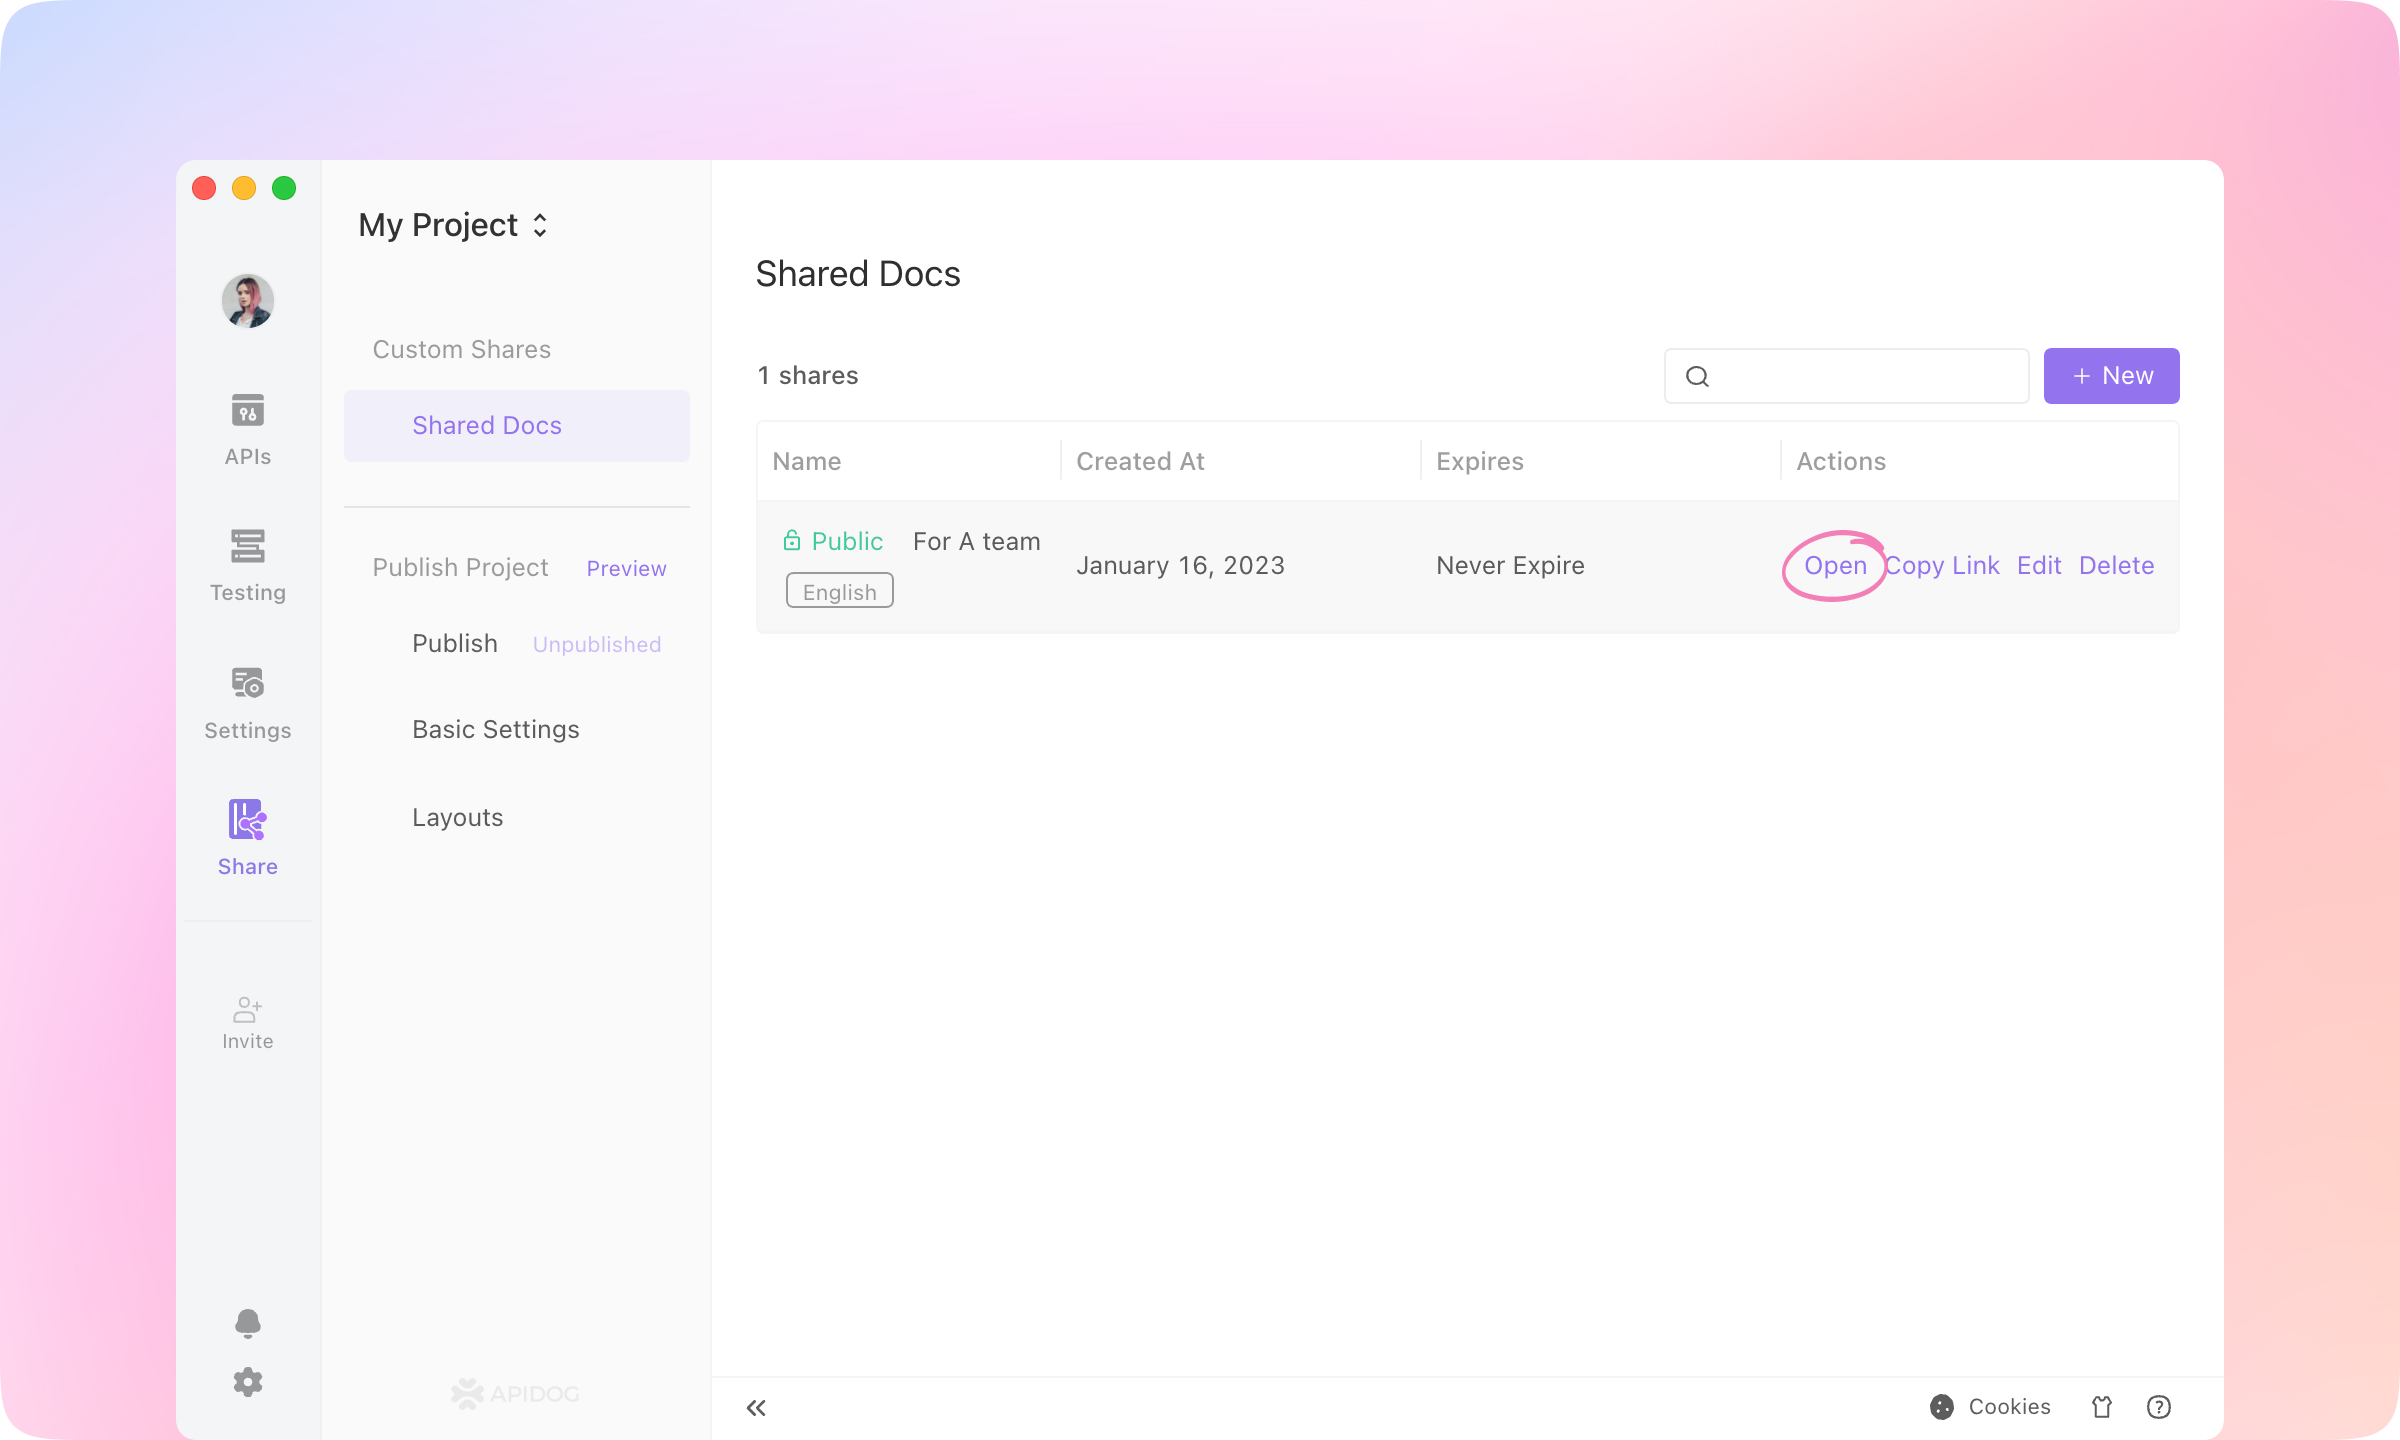 My Project
APIs
Testing
Settings
Share
Invite
Custom Shares
Shared Docs
Publish Project Preview
Publish Unpublished
Basic Settings
Layouts
APIDOG
Shared Docs
1 shares
+ New
Name Created At Expires Actions
Public For A team
English
January 16, 2023 Never Expire Open Copy Link Edit Delete
Cookies